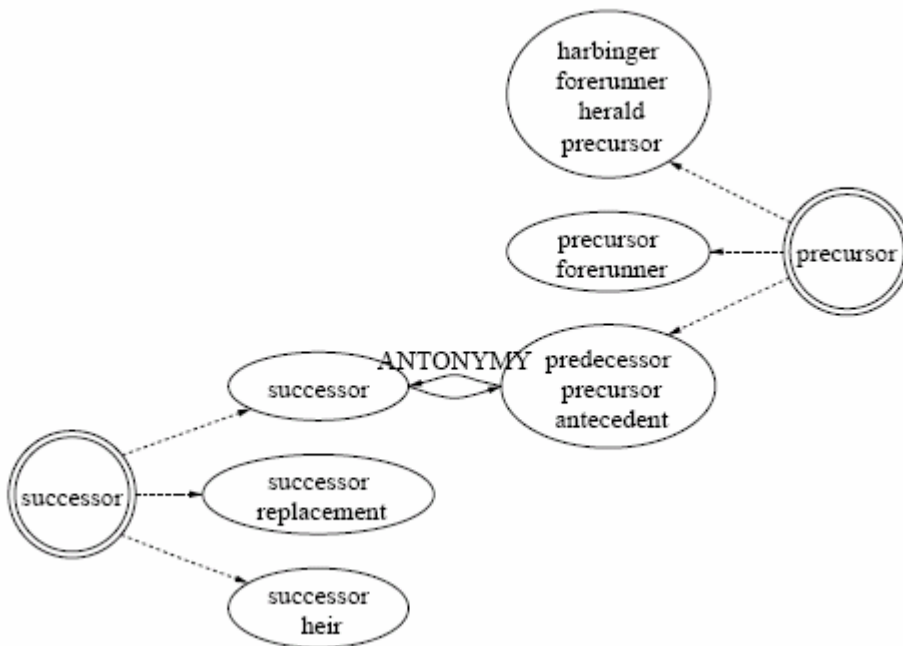 harbinger
forerunner
herald
precursor
precursor
forerunner
precursor
ANTONYMY
predecessor
precursor
antecedent
successor
successor
successor
replacement
successor
heir